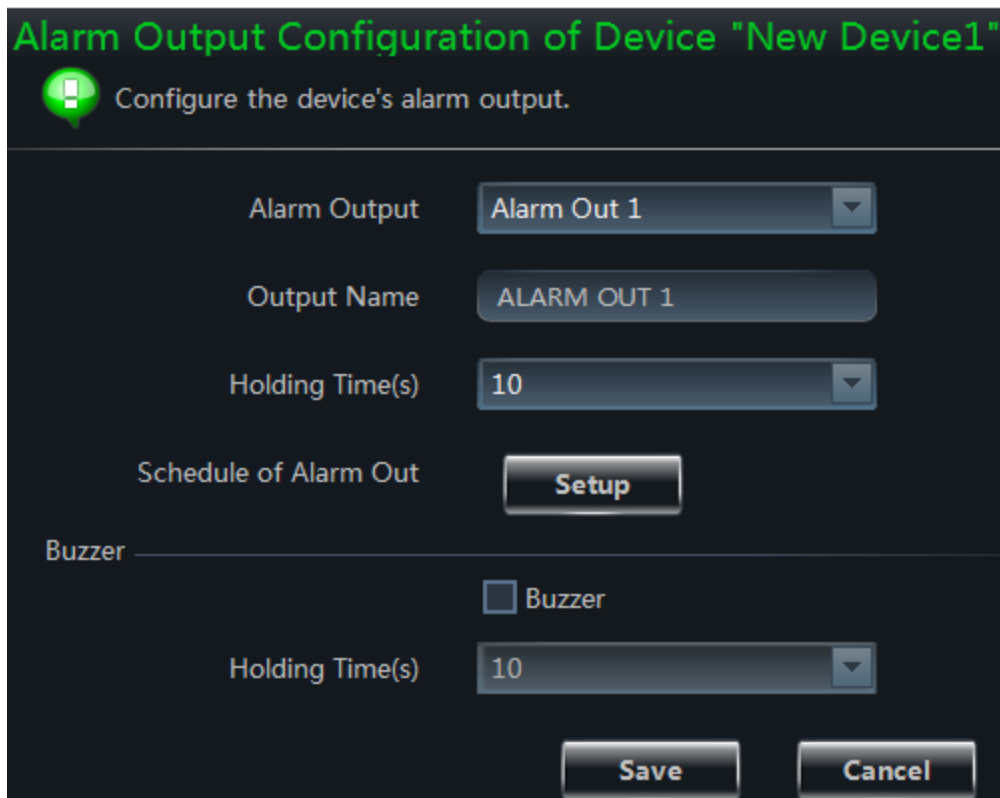 Alarm Output Configuration of Device "New Device1"
Configure the device's alarm output.
Alarm Output Alarm Out 1
Output Name ALARM OUT 1
Holding Time(s) 10
Schedule of Alarm Out Setup
Buzzer
Buzzer
Holding Time(s) 10
Save Cancel